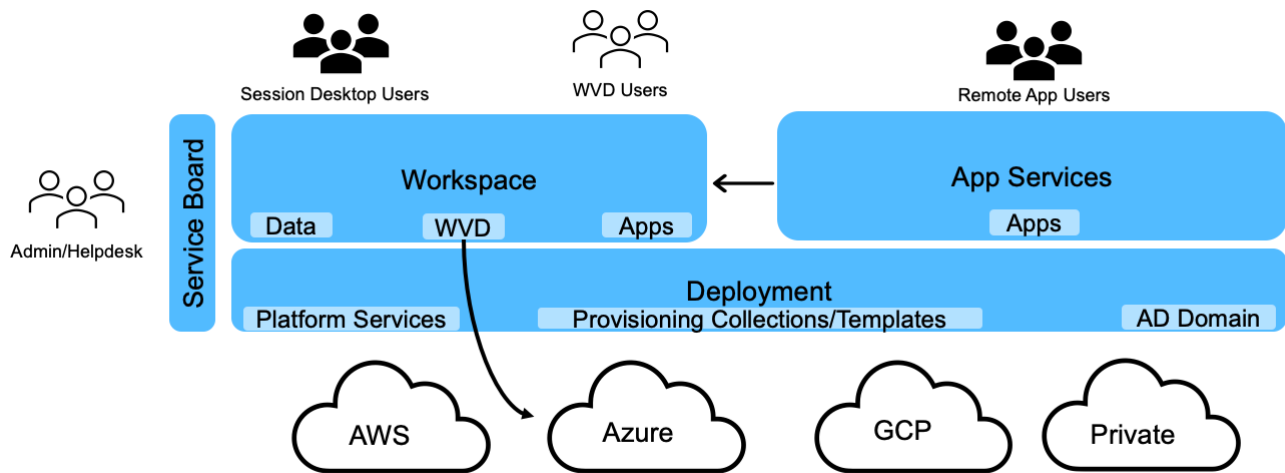 Session Desktop Users
WVD Users
Remote App Users
Admin/Helpdesk
Service Board
Workspace
Data
WVD
Apps
App Services
Apps
Deployment
Platform Services
Provisioning Collections/Templates
AD Domain
AWS
Azure
GCP
Private